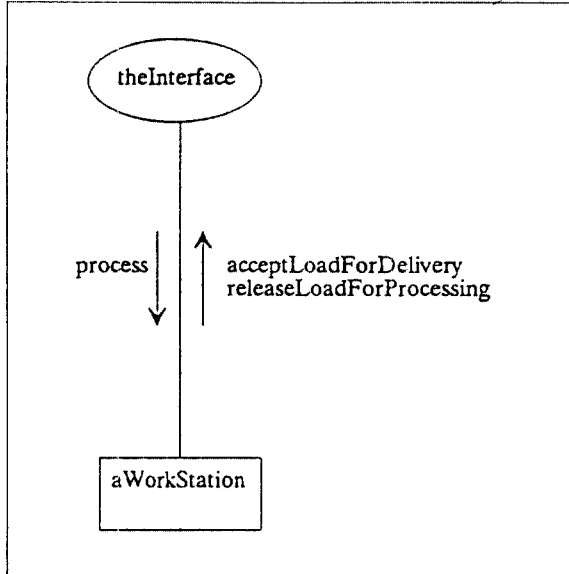 theInterface
process
acceptLoadForDelivery
releaseLoadForProcessing
aWorkStation